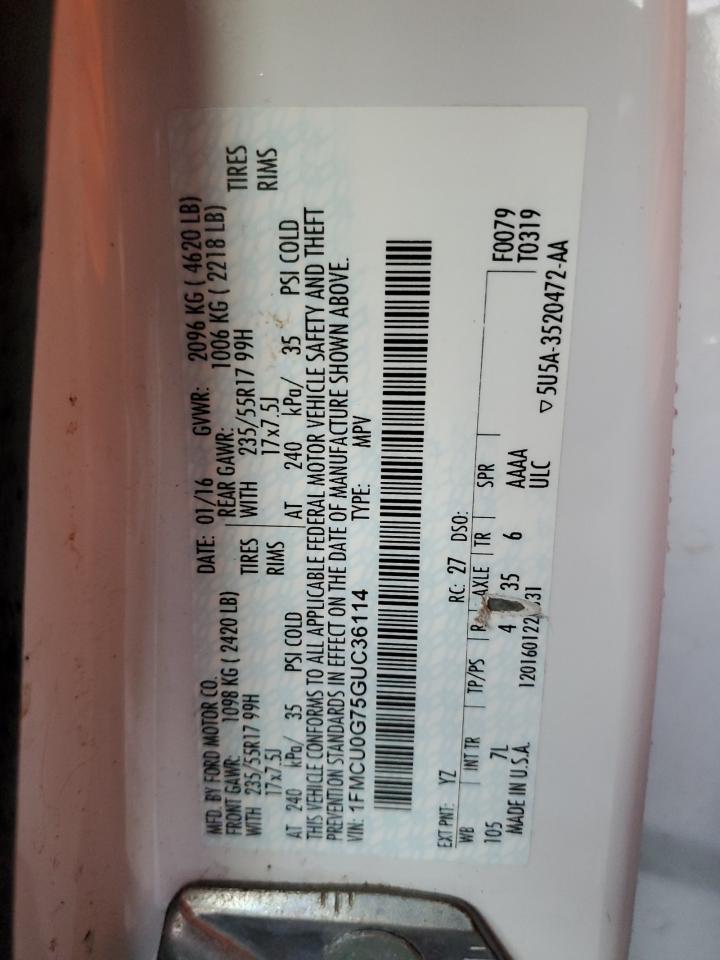 MFD. BY FORD MOTOR CO.
DATE: 01/16 GVWR: 2096 KG ( 4620 LB)
FRONT GAWR: 1098 KG ( 2420 LB)
REAR GAWR: 1006 KG ( 2218 LB)
WITH 235/55R17 99H TIRES
WITH 235/55R17 99H TIRES
17x7.5J RIMS
17x7.5J RIMS
AT 240 kPa/ 35 PSI COLD
AT 240 kPa/ 35 PSI COLD
THIS VEHICLE CONFORMS TO ALL APPLICABLE FEDERAL MOTOR VEHICLE SAFETY AND THEFT
PREVENTION STANDARDS IN EFFECT ON THE DATE OF MANUFACTURE SHOWN ABOVE.
VIN: 1FMCU0G75GUC36114 TYPE: MPV
EXT PNT: YZ RC: 27 DSO:
WB INT TR TP/PS R AXLE TR SPR
105 7L 4 35 6 AAAA F0079
ULC T0319
MADE IN U.S.A. ▽5U5A-3520472-AA